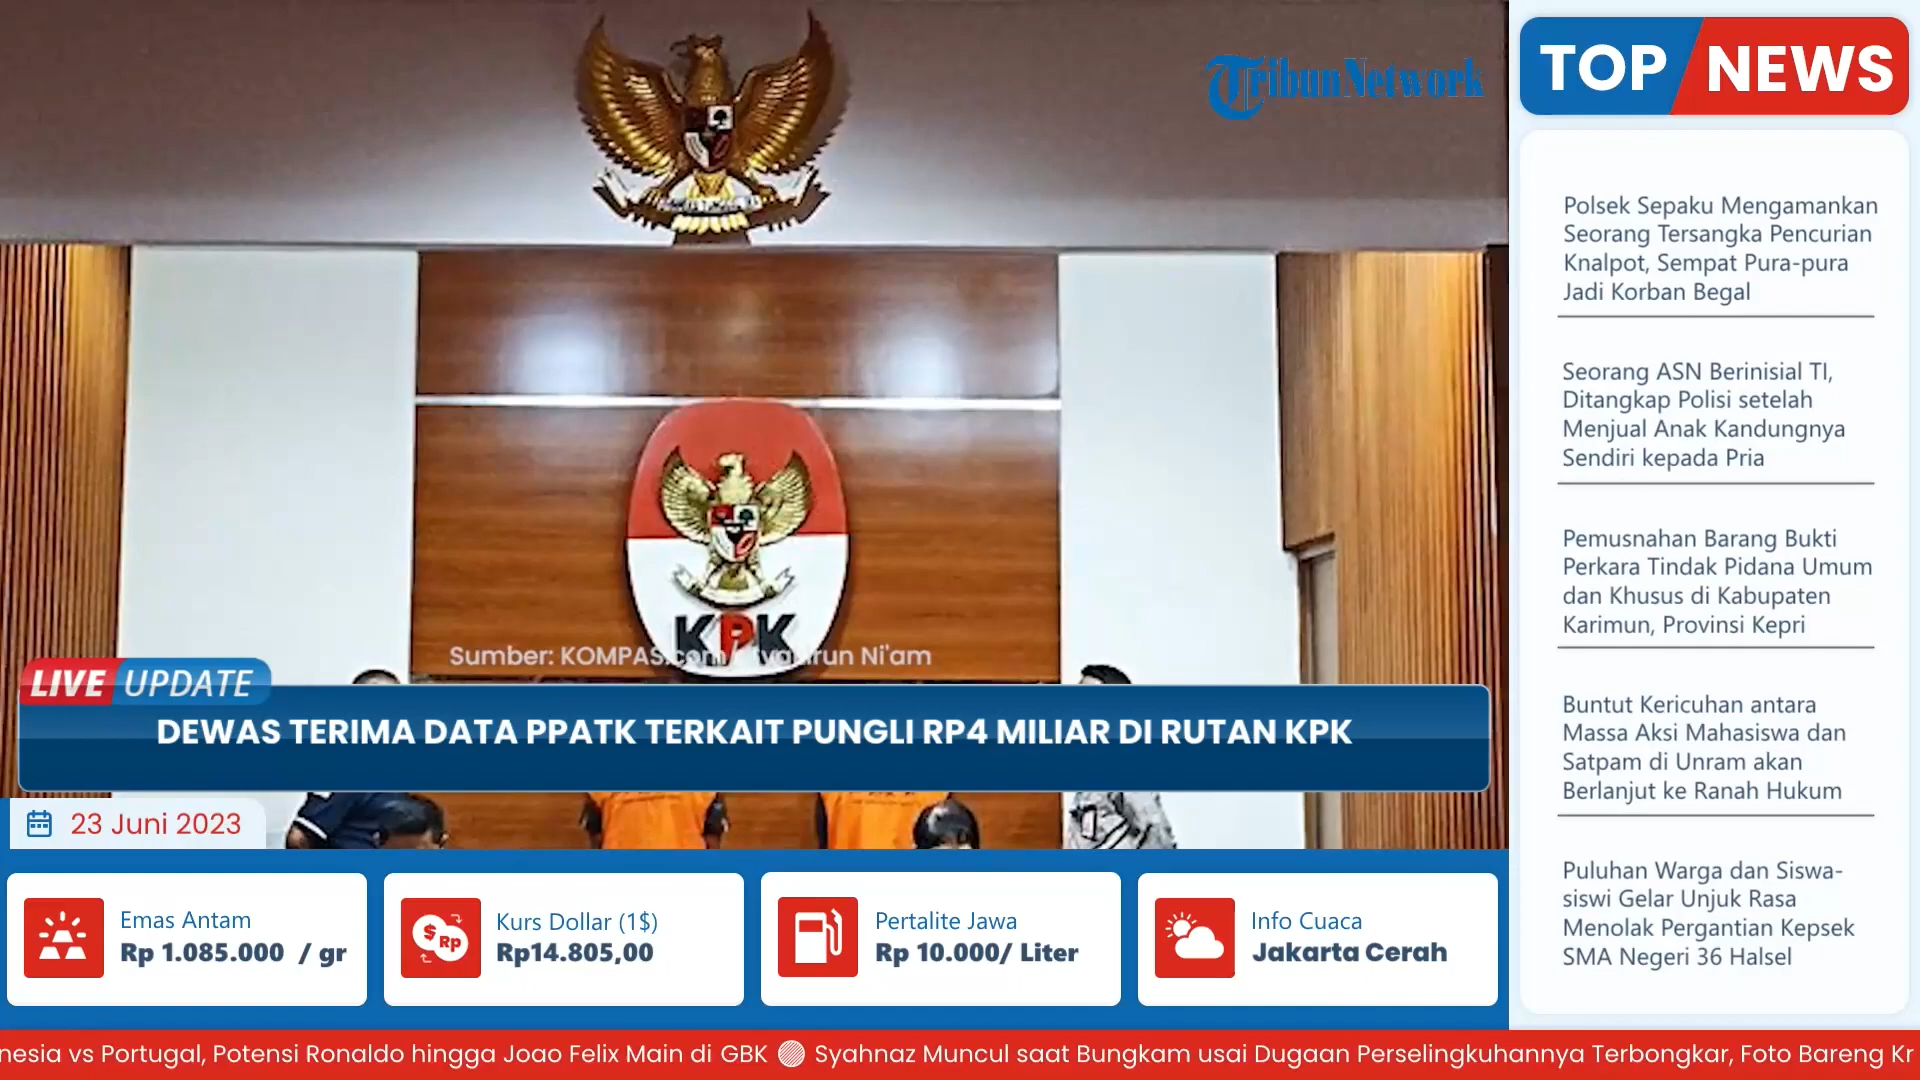 TribunNetwork
TOP NEWS
Polsek Sepaku Mengamankan
Seorang Tersangka Pencurian
Knalpot, Sempat Pura-pura
Jadi Korban Begal
Seorang ASN Berinisial TI,
Ditangkap Polisi setelah
Menjual Anak Kandungnya
Sendiri kepada Pria
Pemusnahan Barang Bukti
Perkara Tindak Pidana Umum
dan Khusus di Kabupaten
Karimun, Provinsi Kepri
Buntut Kericuhan antara
Massa Aksi Mahasiswa dan
Satpam di Unram akan
Berlanjut ke Ranah Hukum
Puluhan Warga dan Siswa-
siswi Gelar Unjuk Rasa
Menolak Pergantian Kepsek
SMA Negeri 36 Halsel
KPK
Sumber: KOMPAS.com/ Ni'am
LIVE UPDATE
DEWAS TERIMA DATA PPATK TERKAIT PUNGLI RP4 MILIAR DI RUTAN KPK
23 Juni 2023
Emas Antam
Rp 1.085.000 / gr
$ Rp
Kurs Dollar (1$)
Rp14.805,00
Pertalite Jawa
Rp 10.000/ Liter
Info Cuaca
Jakarta Cerah
nesia vs Portugal, Potensi Ronaldo hingga Joao Felix Main di GBK Syahnaz Muncul saat Bungkam usai Dugaan Perselingkuhannya Terbongkar, Foto Bareng Kr